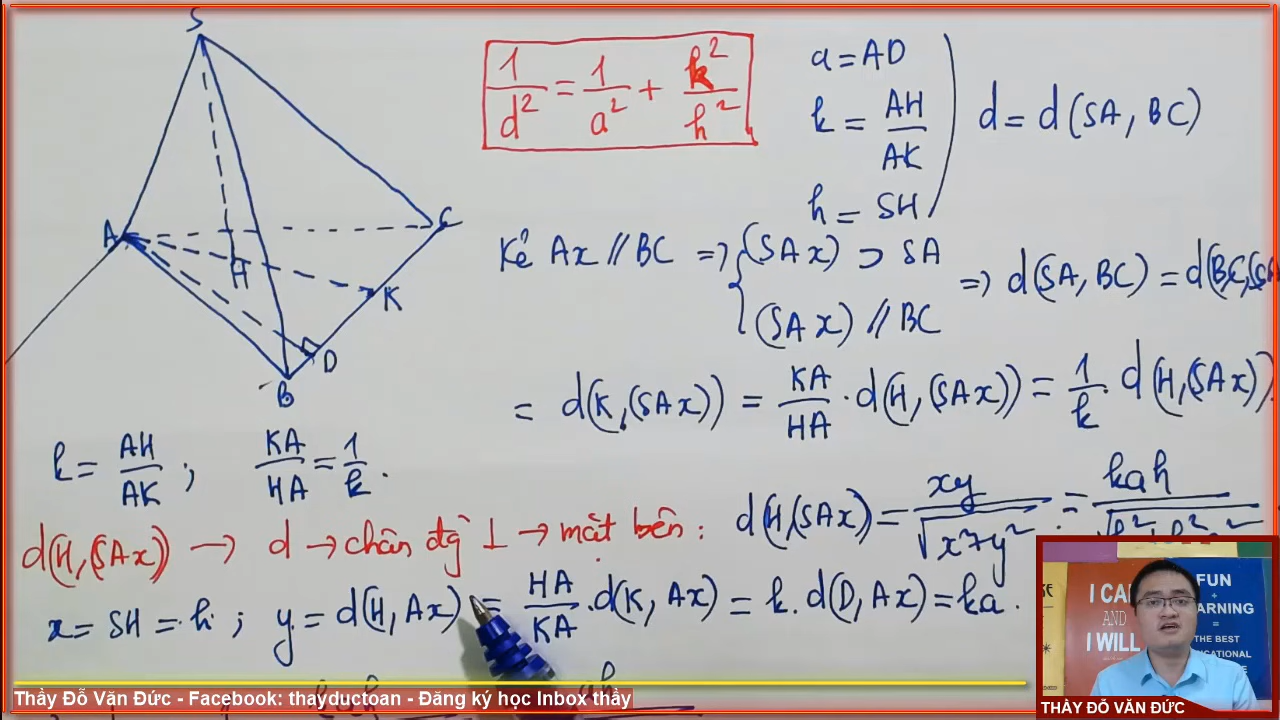 S
A
H
C
K
D
B
1/d² = 1/a² + k²/h²
a = AD
k = AH/AK
h = SH
d = d(SA, BC)
Kẻ Ax // BC => { (SAx) ⊃ SA
(SAx) // BC
=> d(SA, BC) = d(BC, (SA
= d(K, (SAx)) = KA/HA · d(H, (SAx)) = 1/k · d(H, (SAx))
k = AH/AK ; KA/HA = 1/k .
d(H, (SAx)) → d → chân đg ⊥ → mặt bên :
d(H, (SAx)) = xy/√(x²+y²) = kah/
x = SH = h ; y = d(H, Ax) = HA/KA . d(K, Ax) = k. d(D, Ax) = ka .
ah
I CAN
AND
I WILL
FUN
+
LEARNING
=
THE BEST
Thầy Đỗ Văn Đức - Facebook: thayductoan - Đăng ký học Inbox thầy
THẦY ĐỖ VĂN ĐỨC